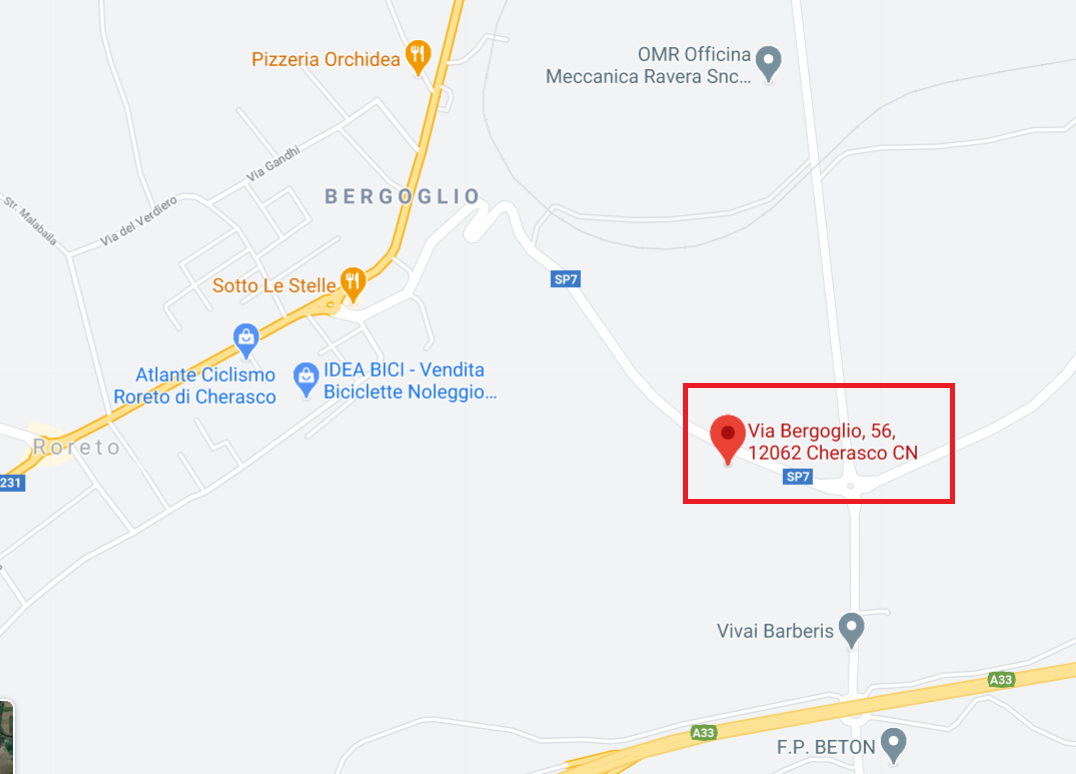 Pizzeria Orchidea
OMR Officina
Meccanica Ravera Snc...
Via Gandhi
BERGOGLIO
Str. Malabaila
Via del Verdiero
SP7
Sotto Le Stelle
Atlante Ciclismo
Roreto di Cherasco
IDEA BICI - Vendita
Biciclette Noleggio...
Roreto
231
Via Bergoglio, 56,
12062 Cherasco CN
SP7
Vivai Barberis
A33
A33
F.P. BETON